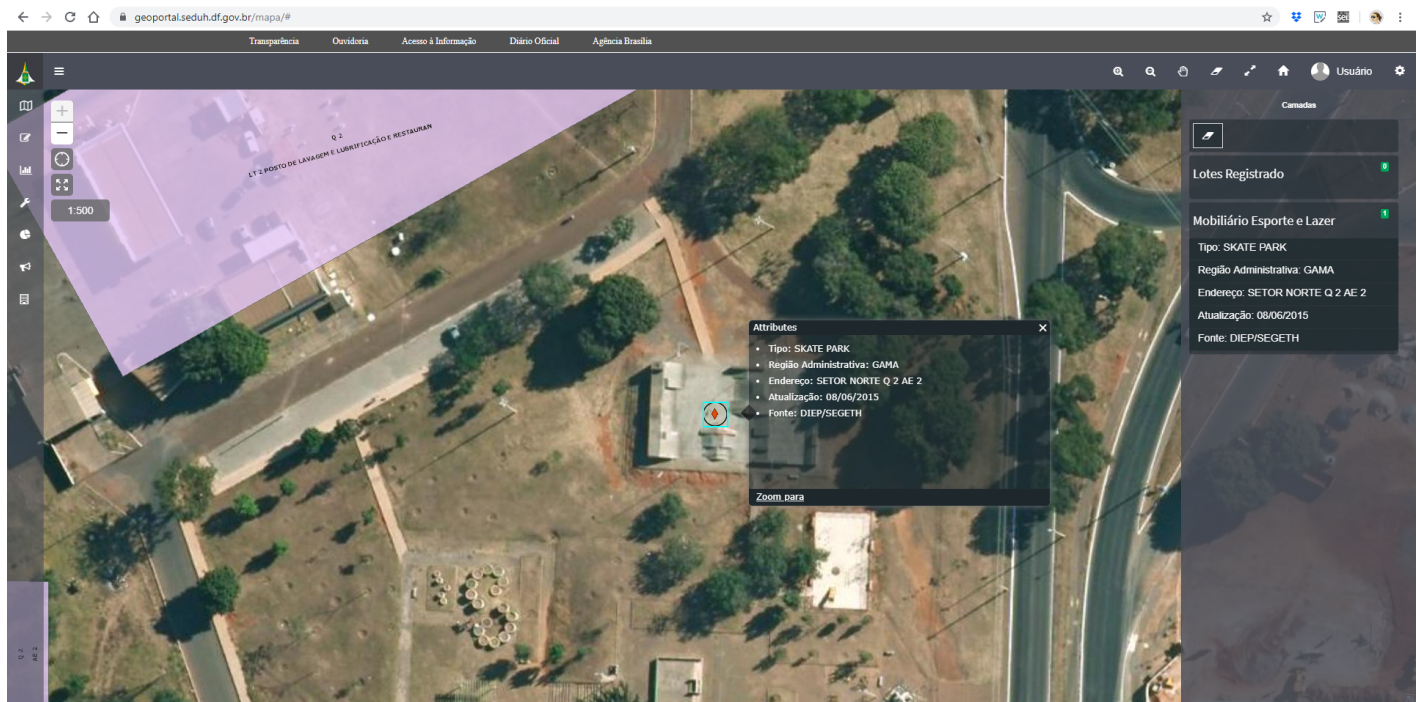 geoportal.seduh.df.gov.br/mapa/#
Transparência Ouvidoria Acesso à Informação Diário Oficial Agência Brasília
Usuário
1:500
Q 2
LT 2 POSTO DE LAVAGEM E LUBRIFICAÇÃO E RESTAURAN
Attributes
Tipo: SKATE PARK
Região Administrativa: GAMA
Endereço: SETOR NORTE Q 2 AE 2
Atualização: 08/06/2015
Fonte: DIEP/SEGETH
Zoom para
Q 2
AE 2
Camadas
Lotes Registrado 0
Mobiliário Esporte e Lazer 1
Tipo: SKATE PARK
Região Administrativa: GAMA
Endereço: SETOR NORTE Q 2 AE 2
Atualização: 08/06/2015
Fonte: DIEP/SEGETH